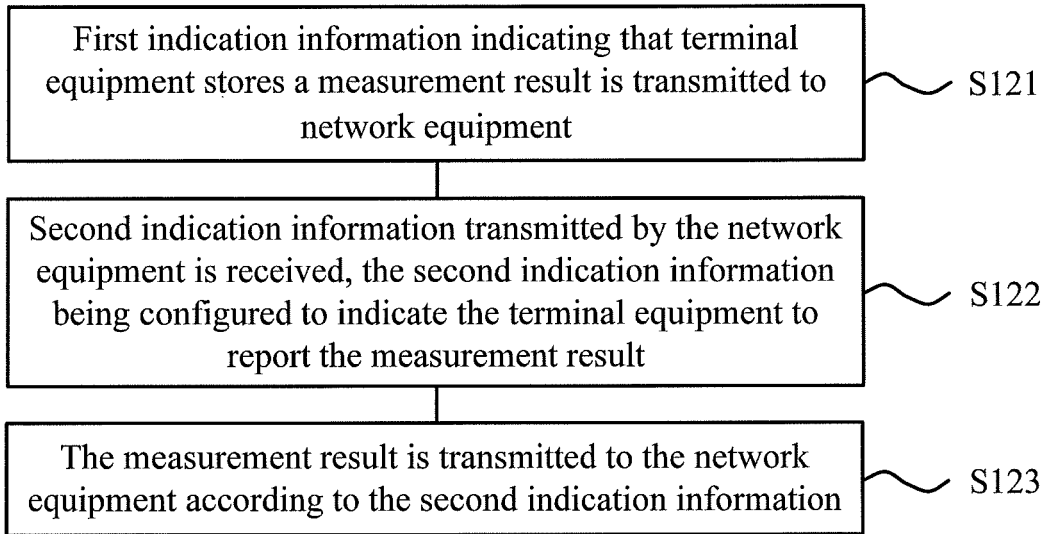 First indication information indicating that terminal
equipment stores a measurement result is transmitted to
network equipment
S121
Second indication information transmitted by the network
equipment is received, the second indication information
being configured to indicate the terminal equipment to
report the measurement result
S122
The measurement result is transmitted to the network
equipment according to the second indication information
S123